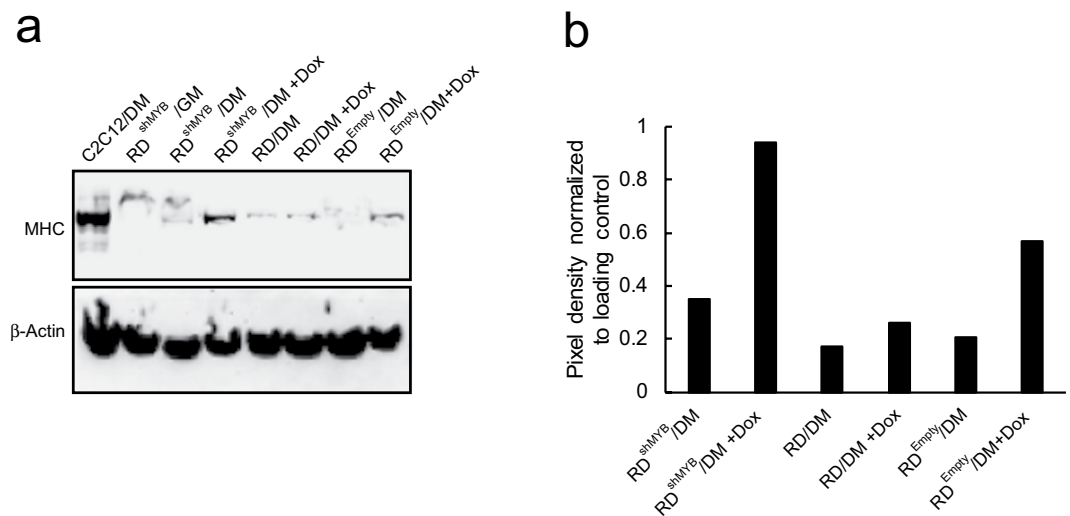 a
C2C12/DM
RD shMYB /GM
RD shMYB /DM
RD shMYB /DM +Dox
RD/DM
RD/DM +Dox
RD Empty /DM
RD Empty /DM+Dox
MHC
β-Actin
b
Pixel density normalized
to loading control
1
0.8
0.6
0.4
0.2
0
RD shMYB /DM
RD shMYB /DM +Dox
RD/DM
RD/DM +Dox
RD Empty /DM
RD Empty /DM+Dox